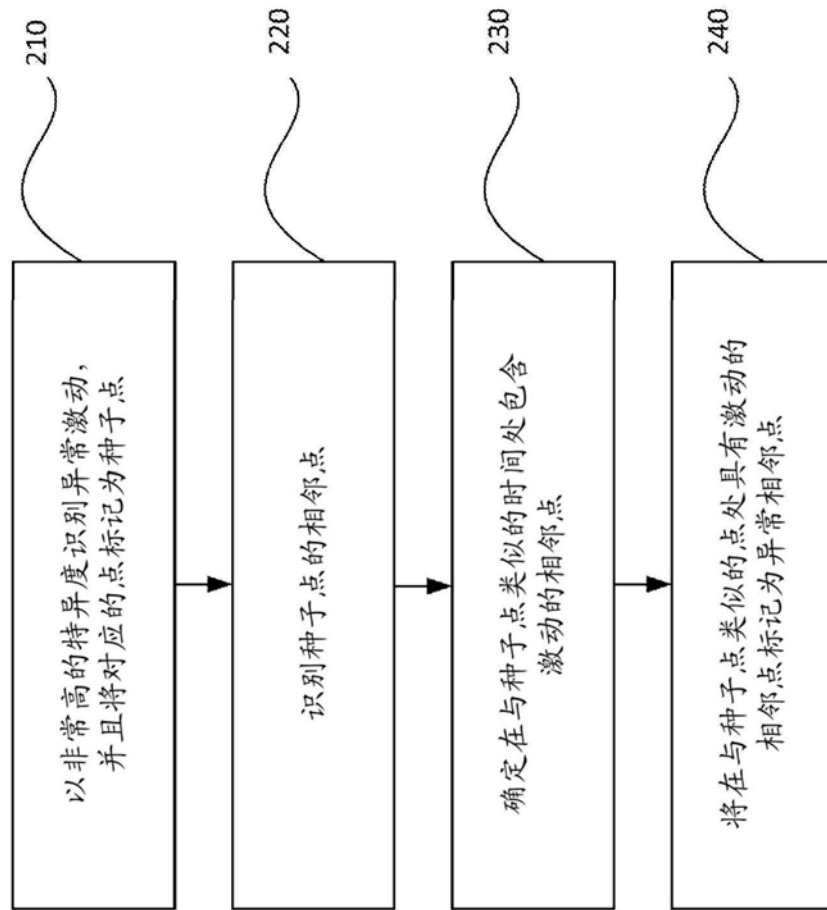 以非常高的特异度识别异常激动，
并且将对应的点标记为种子点
210
识别种子点的相邻点
220
确定在与种子点类似的时间处包含
激动的相邻点
230
将在与种子点类似的点处具有激动的
相邻点标记为异常相邻点
240